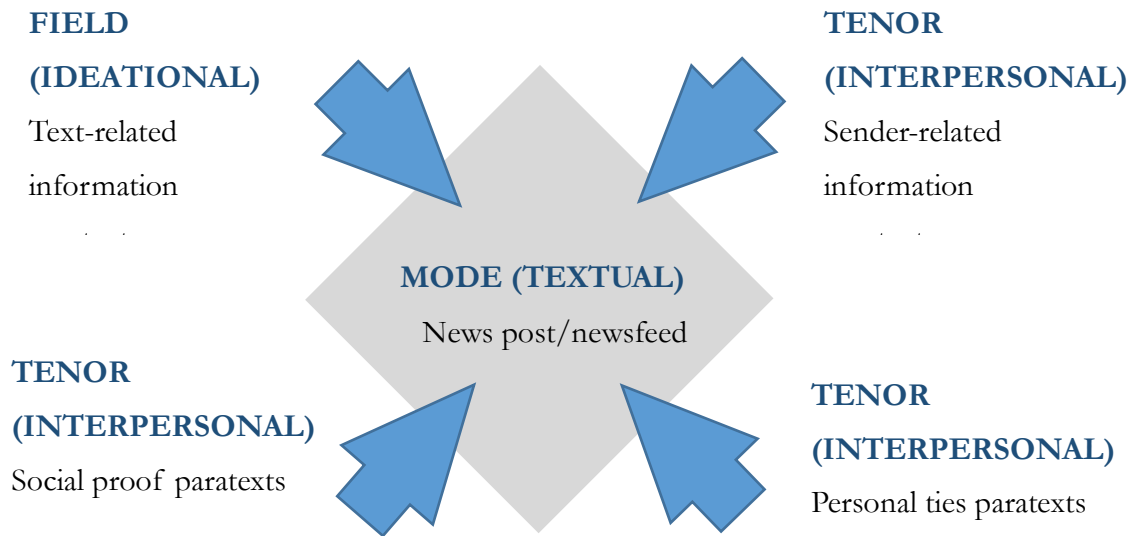 FIELD
(IDEATIONAL)
Text-related
information
TENOR
(INTERPERSONAL)
Sender-related
information
MODE (TEXTUAL)
News post/newsfeed
TENOR
(INTERPERSONAL)
Social proof paratexts
TENOR
(INTERPERSONAL)
Personal ties paratexts